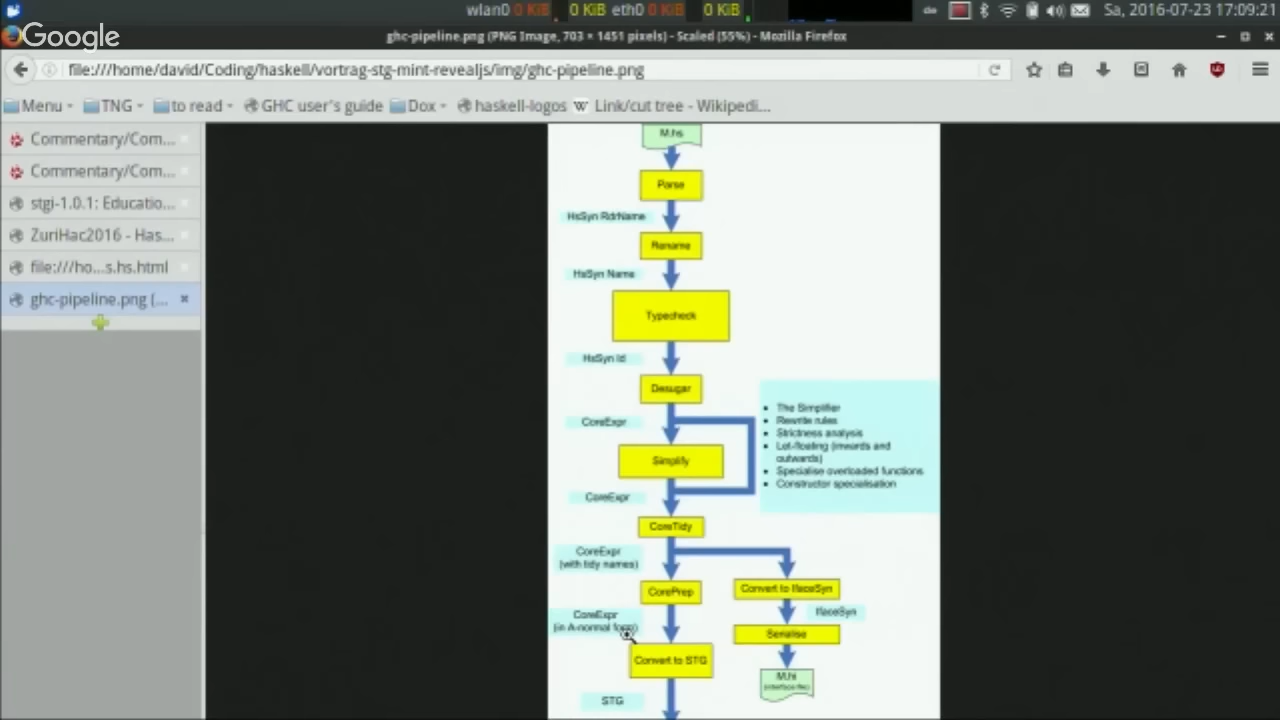 wlan0 0 KiB 0 KiB eth0 0 KiB 0 KiB de Sa, 2016-07-23 17:09:21
Google
ghc-pipeline.png (PNG Image, 703 × 1451 pixels) - Scaled (55%) - Mozilla Firefox
file:///home/david/Coding/haskell/vortrag-stg-mint-revealjs/img/ghc-pipeline.png
Menu TNG to read GHC user's guide Dox haskell-logos W Link/cut tree - Wikipedi...
Commentary/Com...
Commentary/Com...
stgi-1.0.1: Educatio...
ZuriHac2016 - Has...
file:///ho...s.hs.html
ghc-pipeline.png (...
M.hs
Parse
HsSyn RdrName
Rename
HsSyn Name
Typecheck
HsSyn Id
Desugar
CoreExpr
Simplify
CoreExpr
• The Simplifier
• Rewrite rules
• Strictness analysis
• Let-floating (inwards and
outwards)
• Specialise overloaded functions
• Constructor specialisation
CoreTidy
CoreExpr
(with tidy names)
CorePrep
Convert to IfaceSyn
CoreExpr
(in A-normal form)
IfaceSyn
Serialise
Convert to STG
M.hi
(interface file)
STG